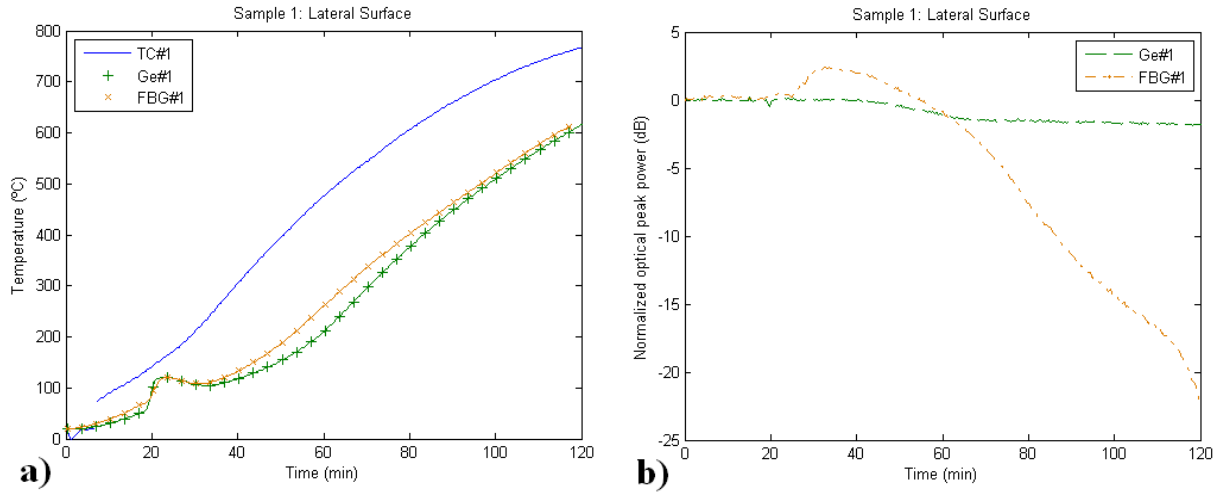 Sample 1: Lateral Surface
800
700
600
500
400
300
200
100
0
Temperature (ºC)
TC#1
Ge#1
FBG#1
0 20 40 60 80 100 120
Time (min)
a)
Sample 1: Lateral Surface
5
0
-5
-10
-15
-20
-25
Normalized optical peak power (dB)
Ge#1
FBG#1
0 20 40 60 80 100 120
Time (min)
b)